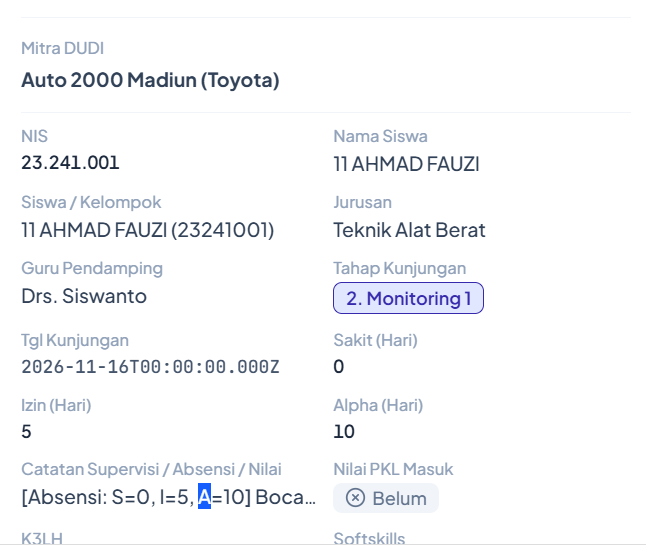 Mitra DUDI
Auto 2000 Madiun (Toyota)
NIS
Nama Siswa
23.241.001
11 AHMAD FAUZI
Siswa / Kelompok
Jurusan
11 AHMAD FAUZI (23241001)
Teknik Alat Berat
Guru Pendamping
Tahap Kunjungan
Drs. Siswanto
2. Monitoring 1
Tgl Kunjungan
Sakit (Hari)
2026-11-16T00:00:00.000Z
0
Izin (Hari)
Alpha (Hari)
5
10
Catatan Supervisi / Absensi / Nilai
Nilai PKL Masuk
[Absensi: S=0, I=5, A=10] Boca...
Belum
K3LH
Softskills